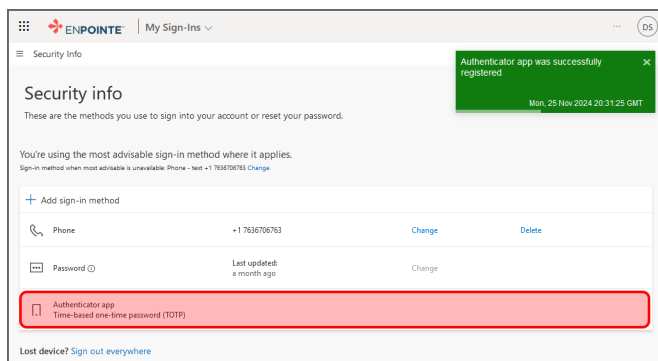 ENPOINTE My Sign-Ins ... DS
Security Info
Authenticator app was successfully
registered
Mon, 25 Nov 2024 20:31:25 GMT
Security info
These are the methods you use to sign into your account or reset your password.
You're using the most advisable sign-in method where it applies.
Sign-in method when most advisable is unavailable: Phone - text +1 7636706763 Change
+ Add sign-in method
Phone +1 7636706763 Change Delete
Password Last updated: Change
a month ago
Authenticator app
Time-based one-time password (TOTP)
Lost device? Sign out everywhere